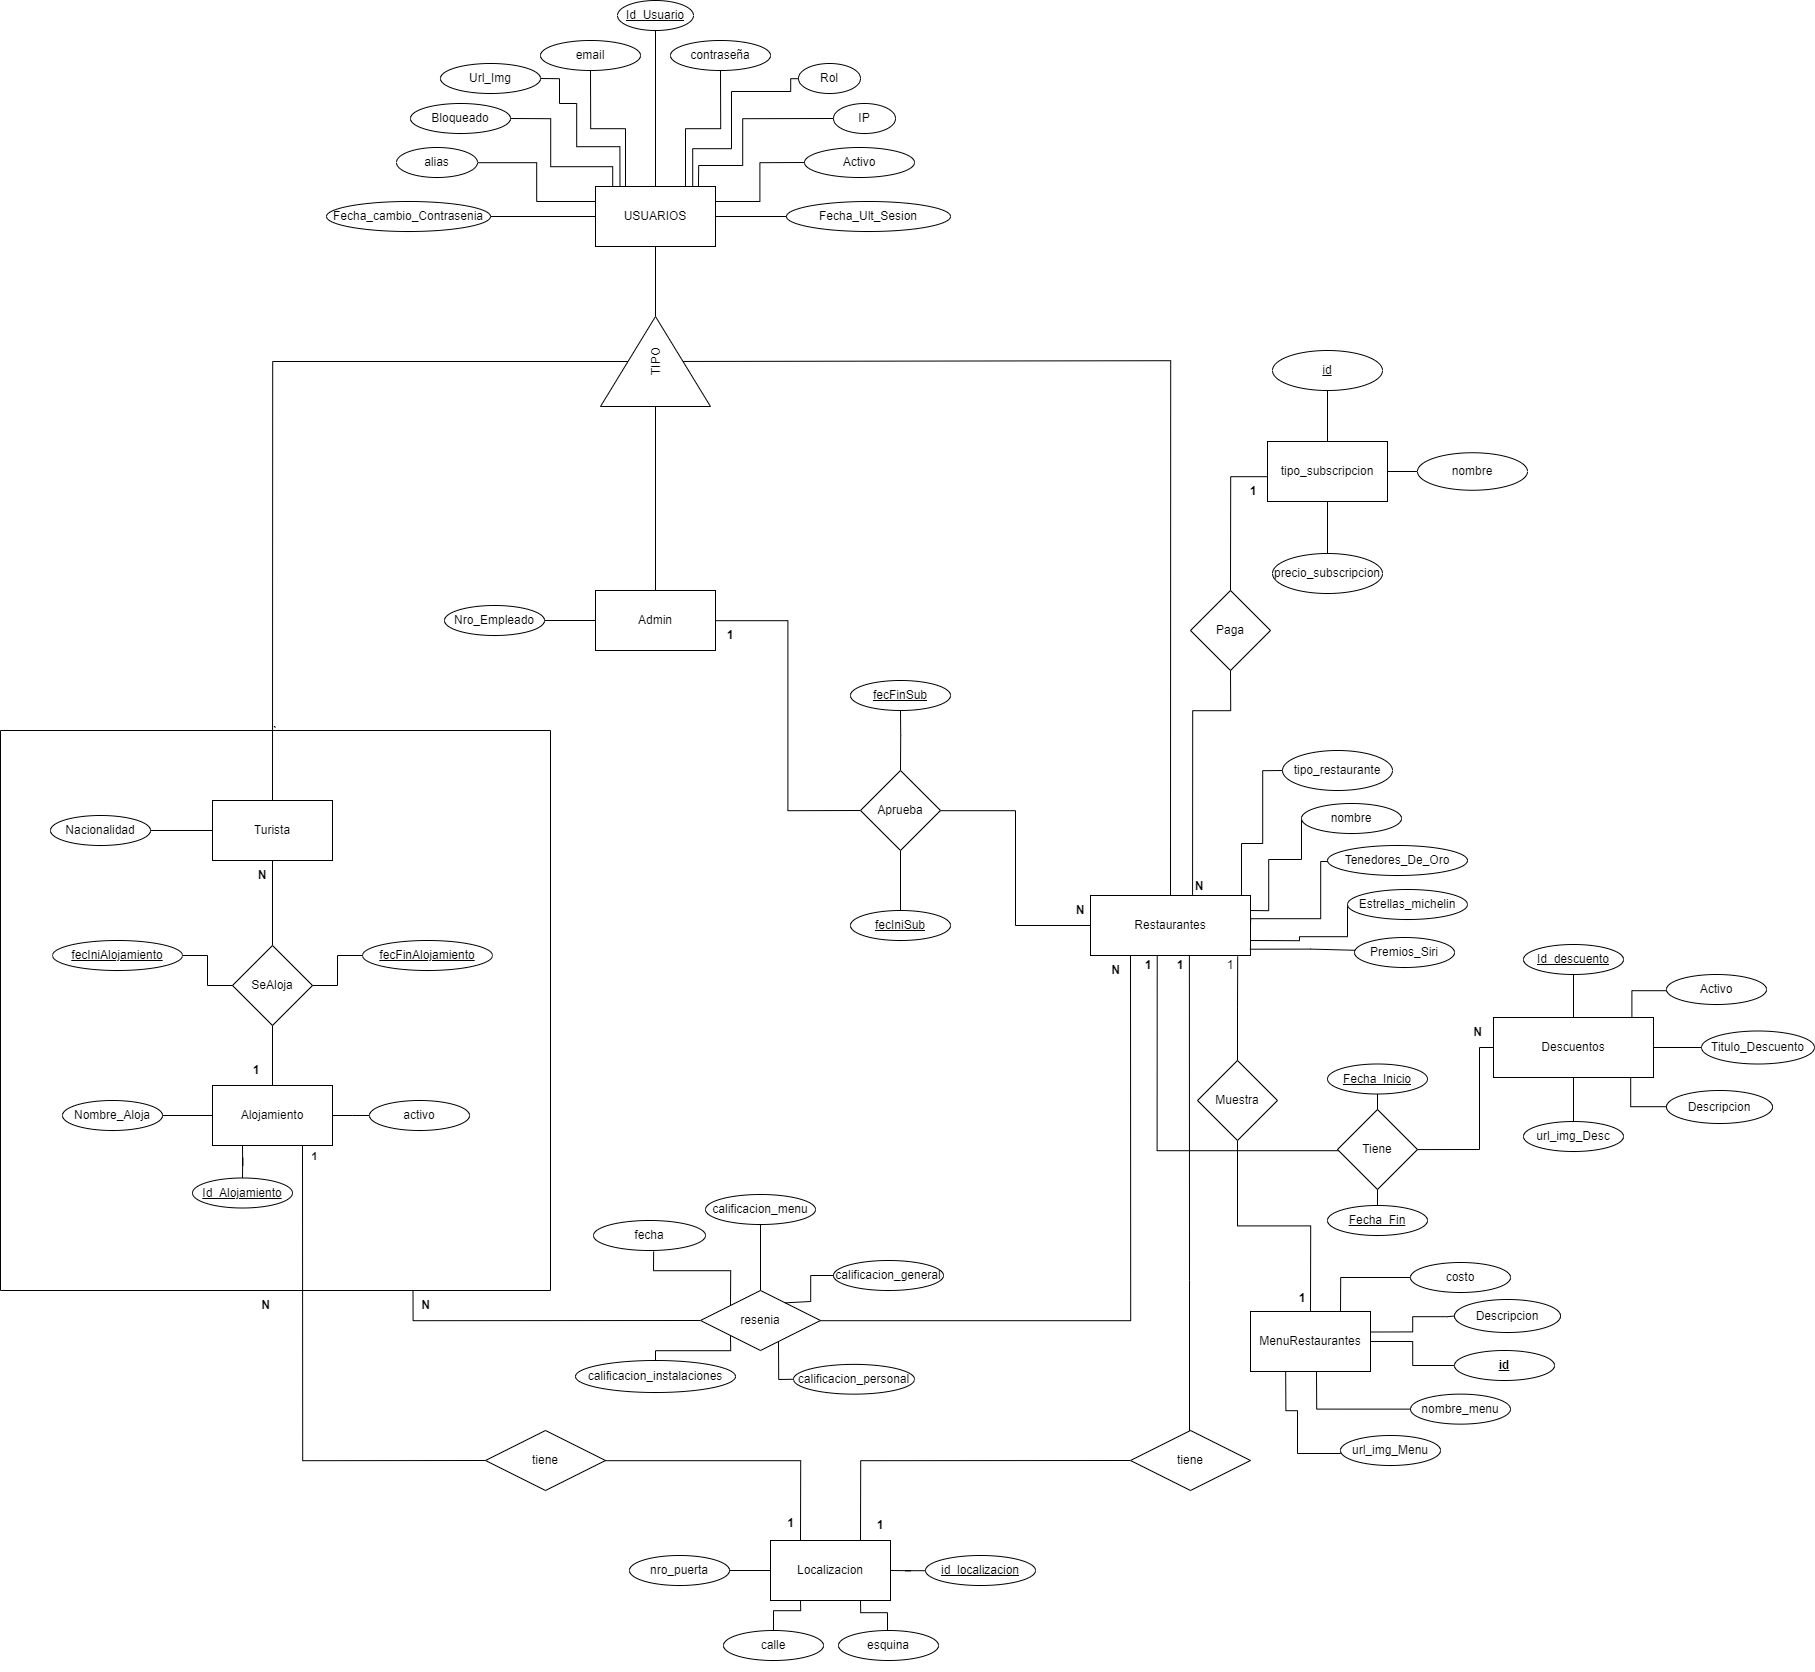 Id_Usuario
email
contraseña
Url_Img
Rol
Bloqueado
IP
alias
Activo
Fecha_cambio_Contrasenia
USUARIOS
Fecha_Ult_Sesion
TIPO
id
tipo_subscripcion
nombre
1
precio_subscripcion
Nro_Empleado
Admin
1
Paga
fecFinSub
`
tipo_restaurante
Aprueba
nombre
Nacionalidad
Turista
Tenedores_De_Oro
N
N
Estrellas_michelin
N
fecIniSub
Restaurantes
Premios_Siri
fecIniAlojamiento
fecFinAlojamiento
N
1
1
1
Id_descuento
SeAloja
Activo
N
Descuentos
Titulo_Descuento
1
Fecha_Inicio
Muestra
Descripcion
Nombre_Aloja
Alojamiento
activo
url_img_Desc
Tiene
1
Id_Alojamiento
calificacion_menu
Fecha_Fin
fecha
calificacion_general
costo
N
N
1
Descripcion
resenia
MenuRestaurantes
id
calificacion_instalaciones
calificacion_personal
nombre_menu
url_img_Menu
tiene
tiene
1
1
nro_puerta
Localizacion
id_localizacion
calle
esquina